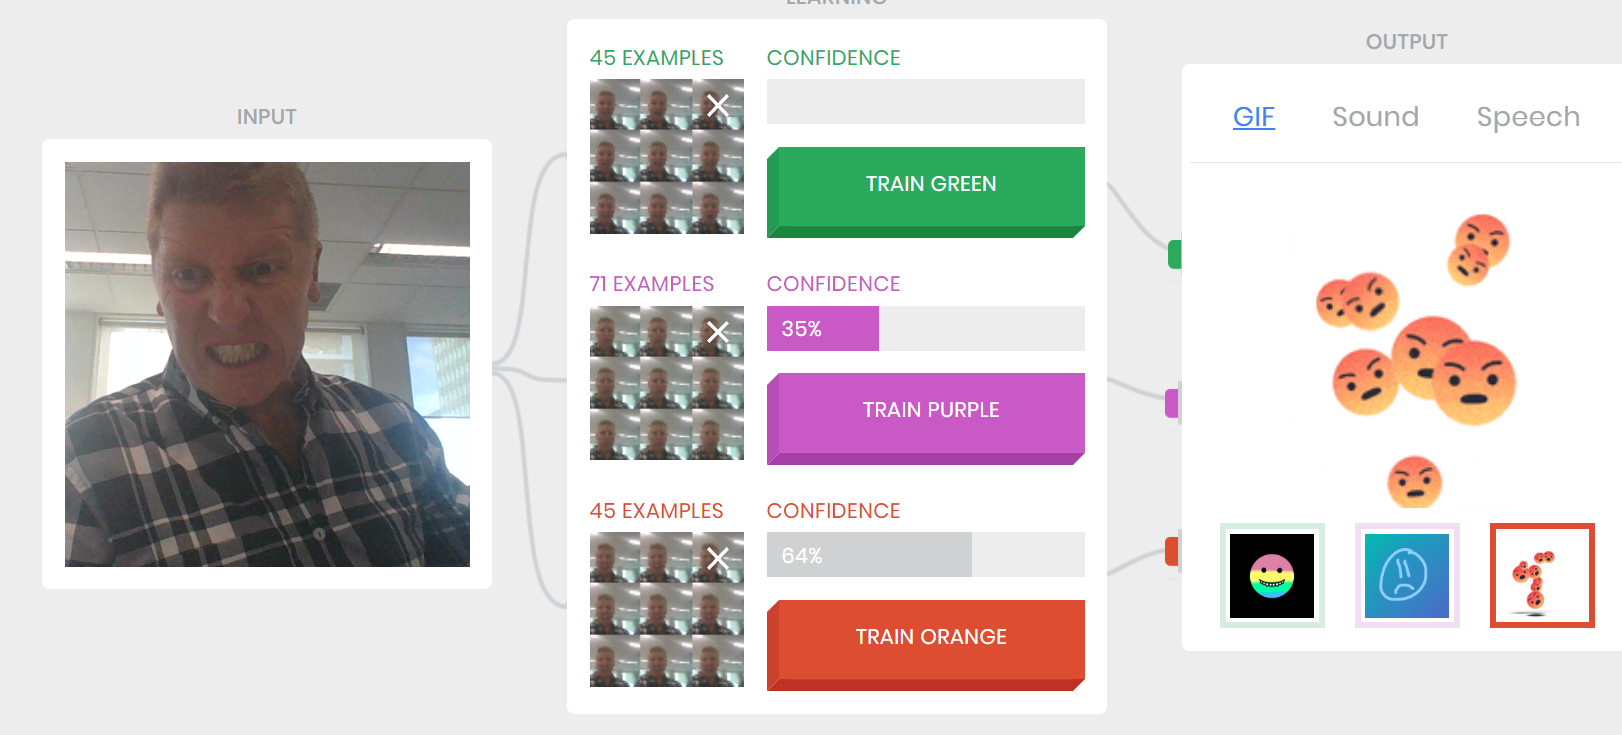 LEARNING
INPUT
45 EXAMPLES
CONFIDENCE
TRAIN GREEN
71 EXAMPLES
CONFIDENCE
35%
TRAIN PURPLE
45 EXAMPLES
CONFIDENCE
64%
TRAIN ORANGE
OUTPUT
GIF Sound Speech